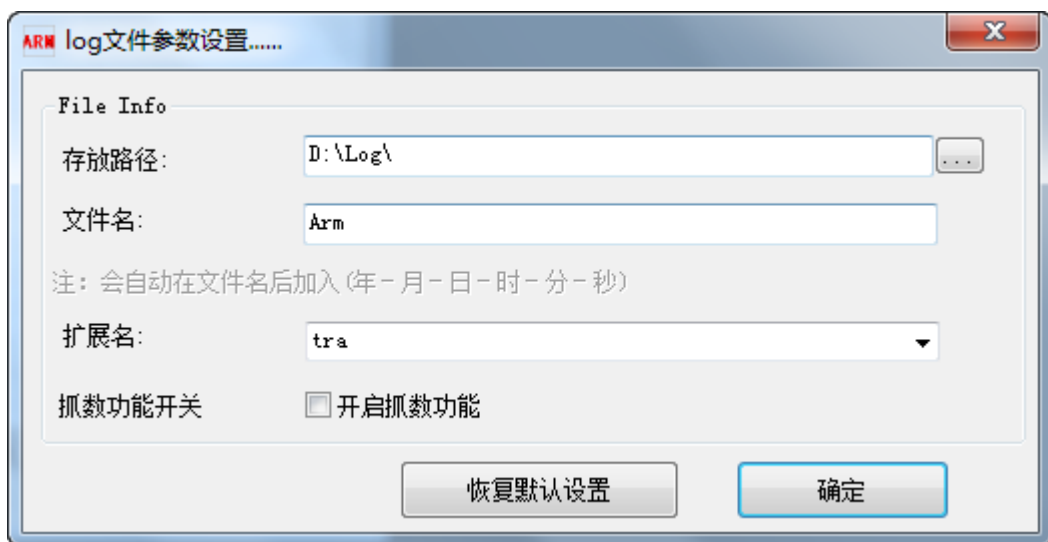 ARM log文件参数设置......
File Info
存放路径: D:\Log\ ...
文件名: Arm
注: 会自动在文件名后加入(年-月-日-时-分-秒)
扩展名: tra
抓数功能开关 开启抓数功能
恢复默认设置 确定